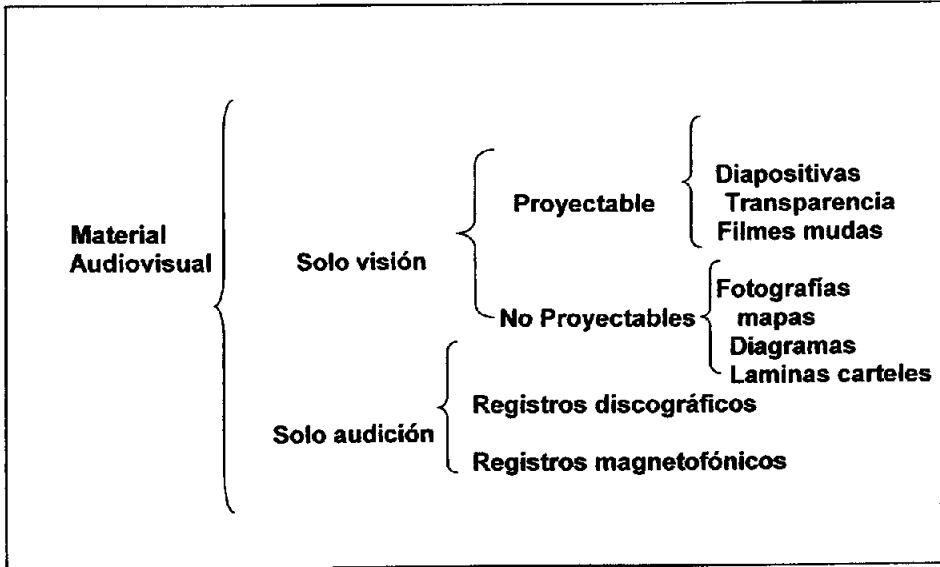 Material
Audiovisual
Solo visión
Proyectable
Diapositivas
Transparencia
Filmes mudas
No Proyectables
Fotografías
mapas
Diagramas
Laminas carteles
Solo audición
Registros discográficos
Registros magnetofónicos